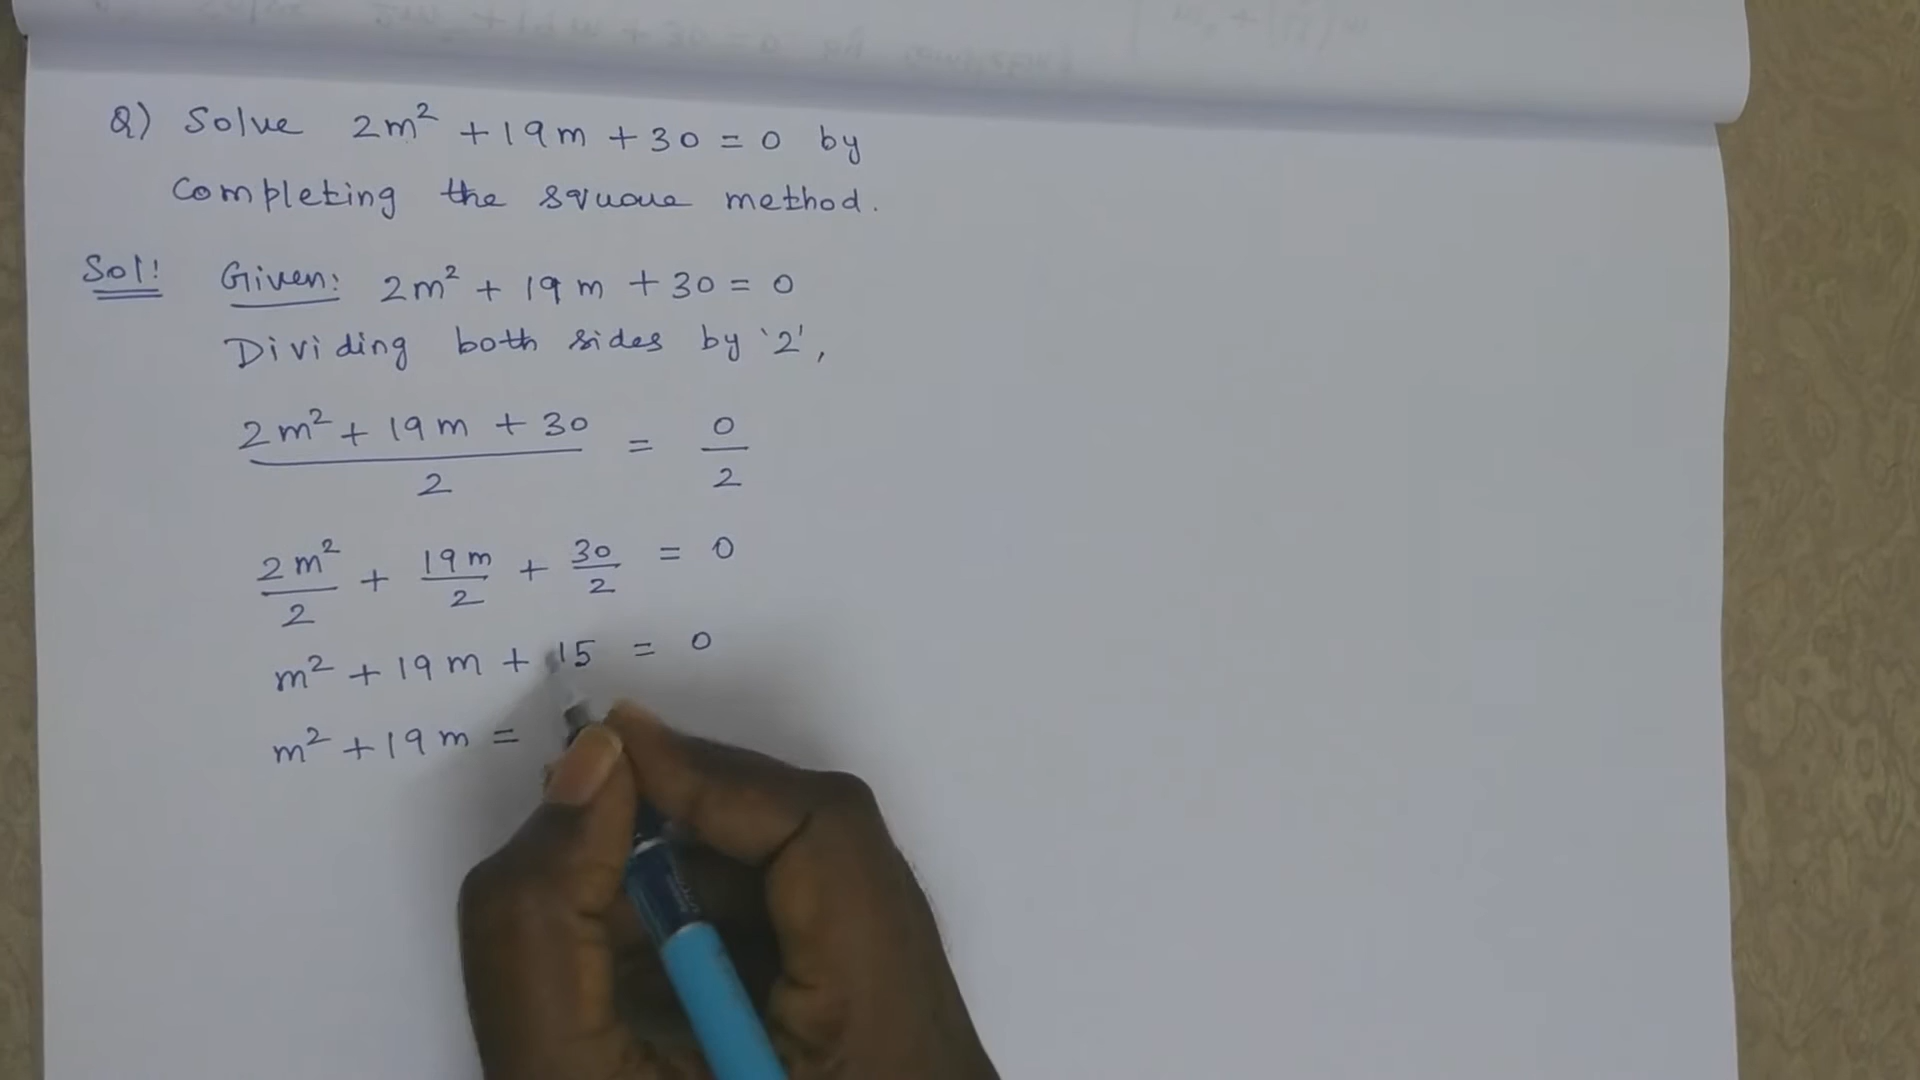 Q) Solve 2m² + 19m + 30 = 0 by
completing the square method.
Sol: Given: 2m² + 19m + 30 = 0
Dividing both sides by '2',
(2m² + 19m + 30)/2 = 0/2
2m²/2 + 19m/2 + 30/2 = 0
m² + 19m + 15 = 0
m² + 19m =